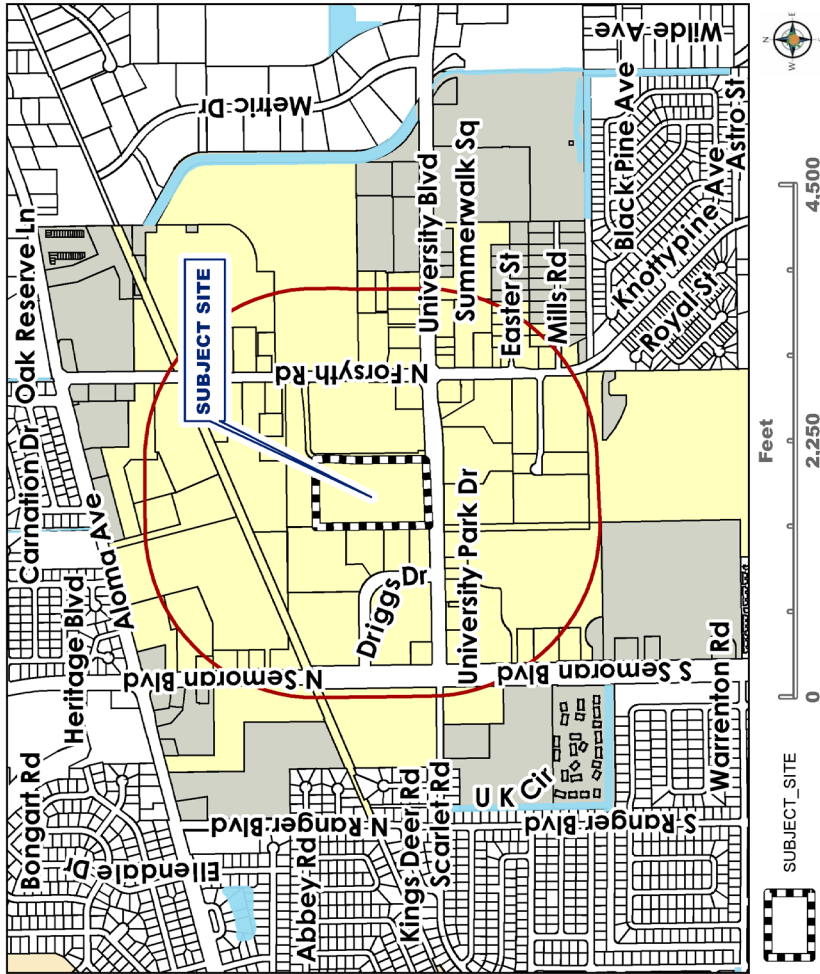 Wilde Ave
Metric Dr
Black Pine Ave
Astro St
Oak Reserve Ln
University Blvd
Summerwalk Sq
Knottypine Ave
Easter St
Mills Rd
Royal St
SUBJECT SITE
N Forsyth Rd
Carnation Dr
Aloma Ave
Heritage Blvd
Driggs Dr
University Park Dr
N Semoran Blvd
S Semoran Blvd
Warrenton Rd
Bongart Rd
Ellendale Dr
N Ranger Blvd
Abbey Rd
Kings Deer Rd
Scarlet Rd
U K Cir
S Ranger Blvd
N
E
W
Feet
0
2,250
4,500
SUBJECT_SITE